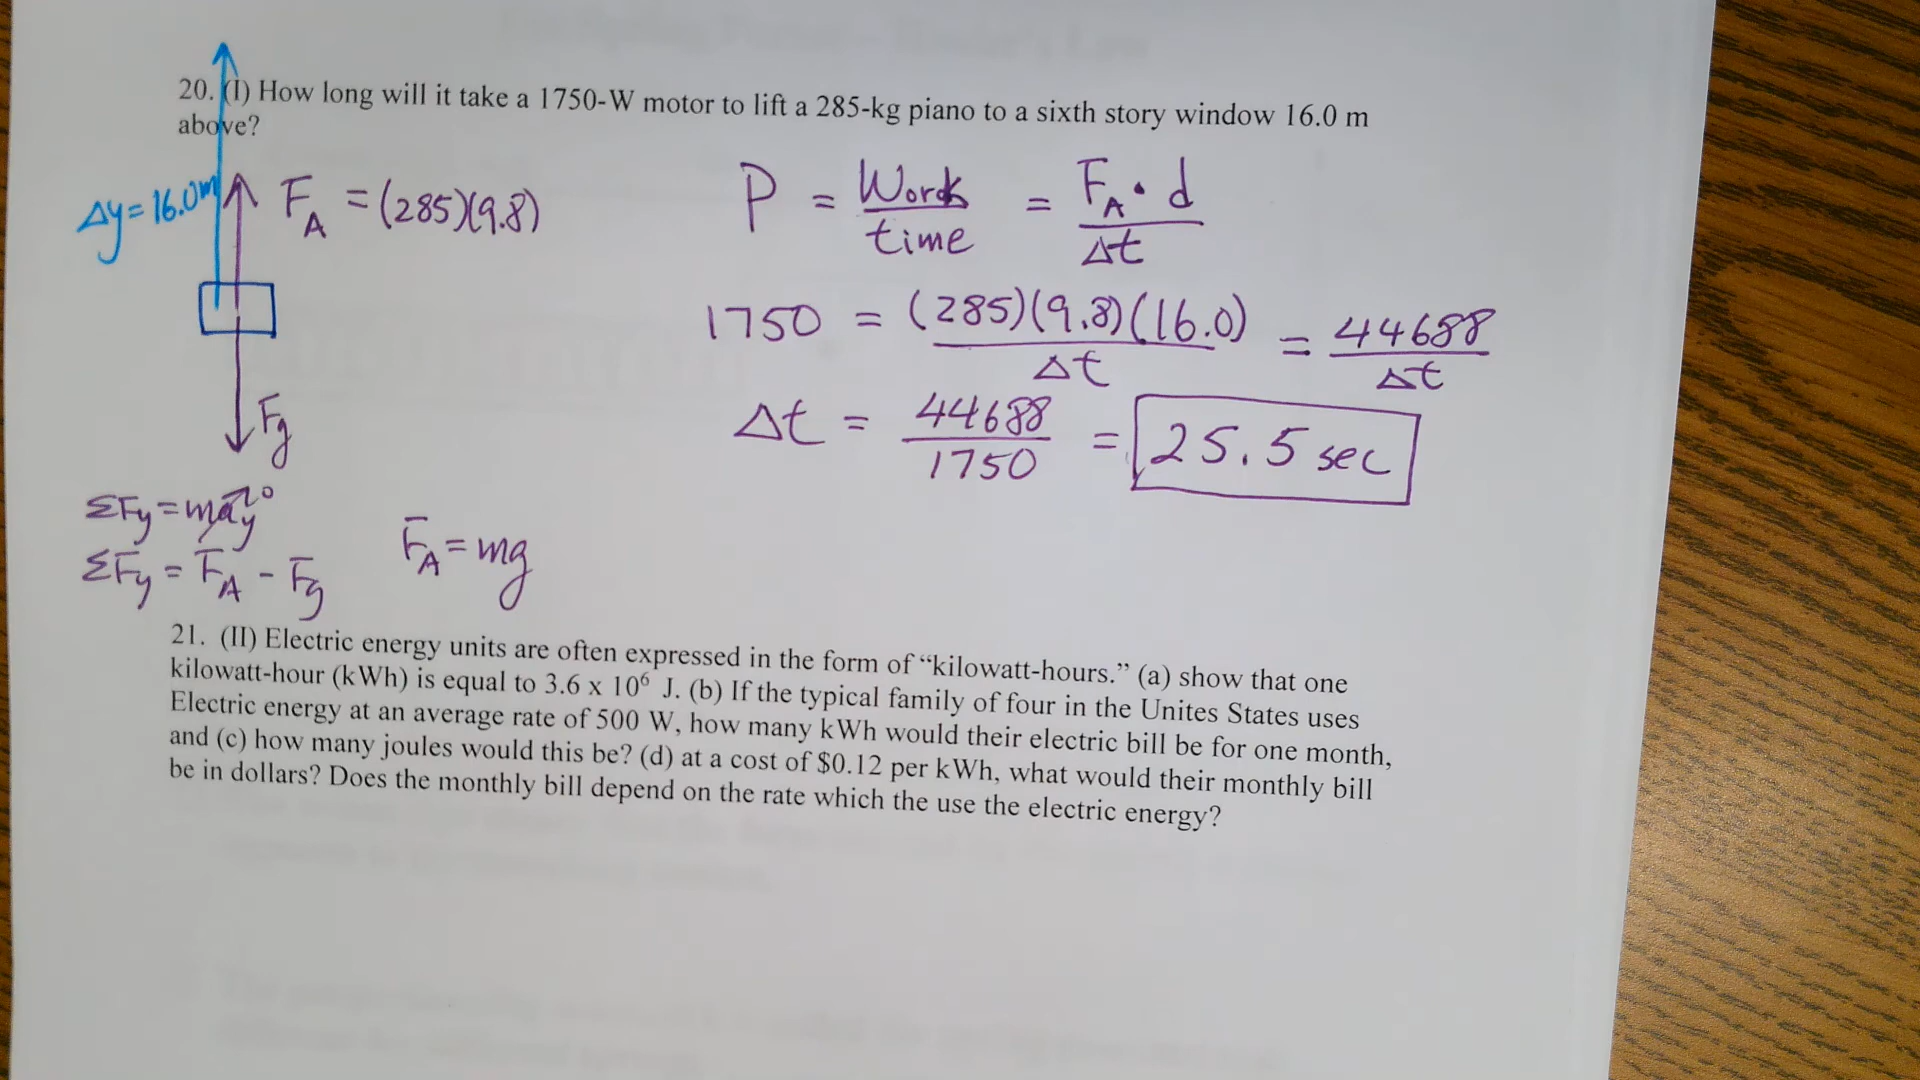 20. (I) How long will it take a 1750-W motor to lift a 285-kg piano to a sixth story window 16.0 m
above?
Δy = 16.0m
F_A = (285)(9.8)
P = Work/time = F_A · d/Δt
1750 = (285)(9.8)(16.0)/Δt = 44688/Δt
Δt = 44688/1750 = 25.5 sec
Fg
ΣFy = may⁰
ΣFy = F_A - Fg
F_A = mg
21. (II) Electric energy units are often expressed in the form of “kilowatt-hours.” (a) show that one
kilowatt-hour (kWh) is equal to 3.6 x 10⁶ J. (b) If the typical family of four in the Unites States uses
Electric energy at an average rate of 500 W, how many kWh would their electric bill be for one month,
and (c) how many joules would this be? (d) at a cost of $0.12 per kWh, what would their monthly bill
be in dollars? Does the monthly bill depend on the rate which the use the electric energy?